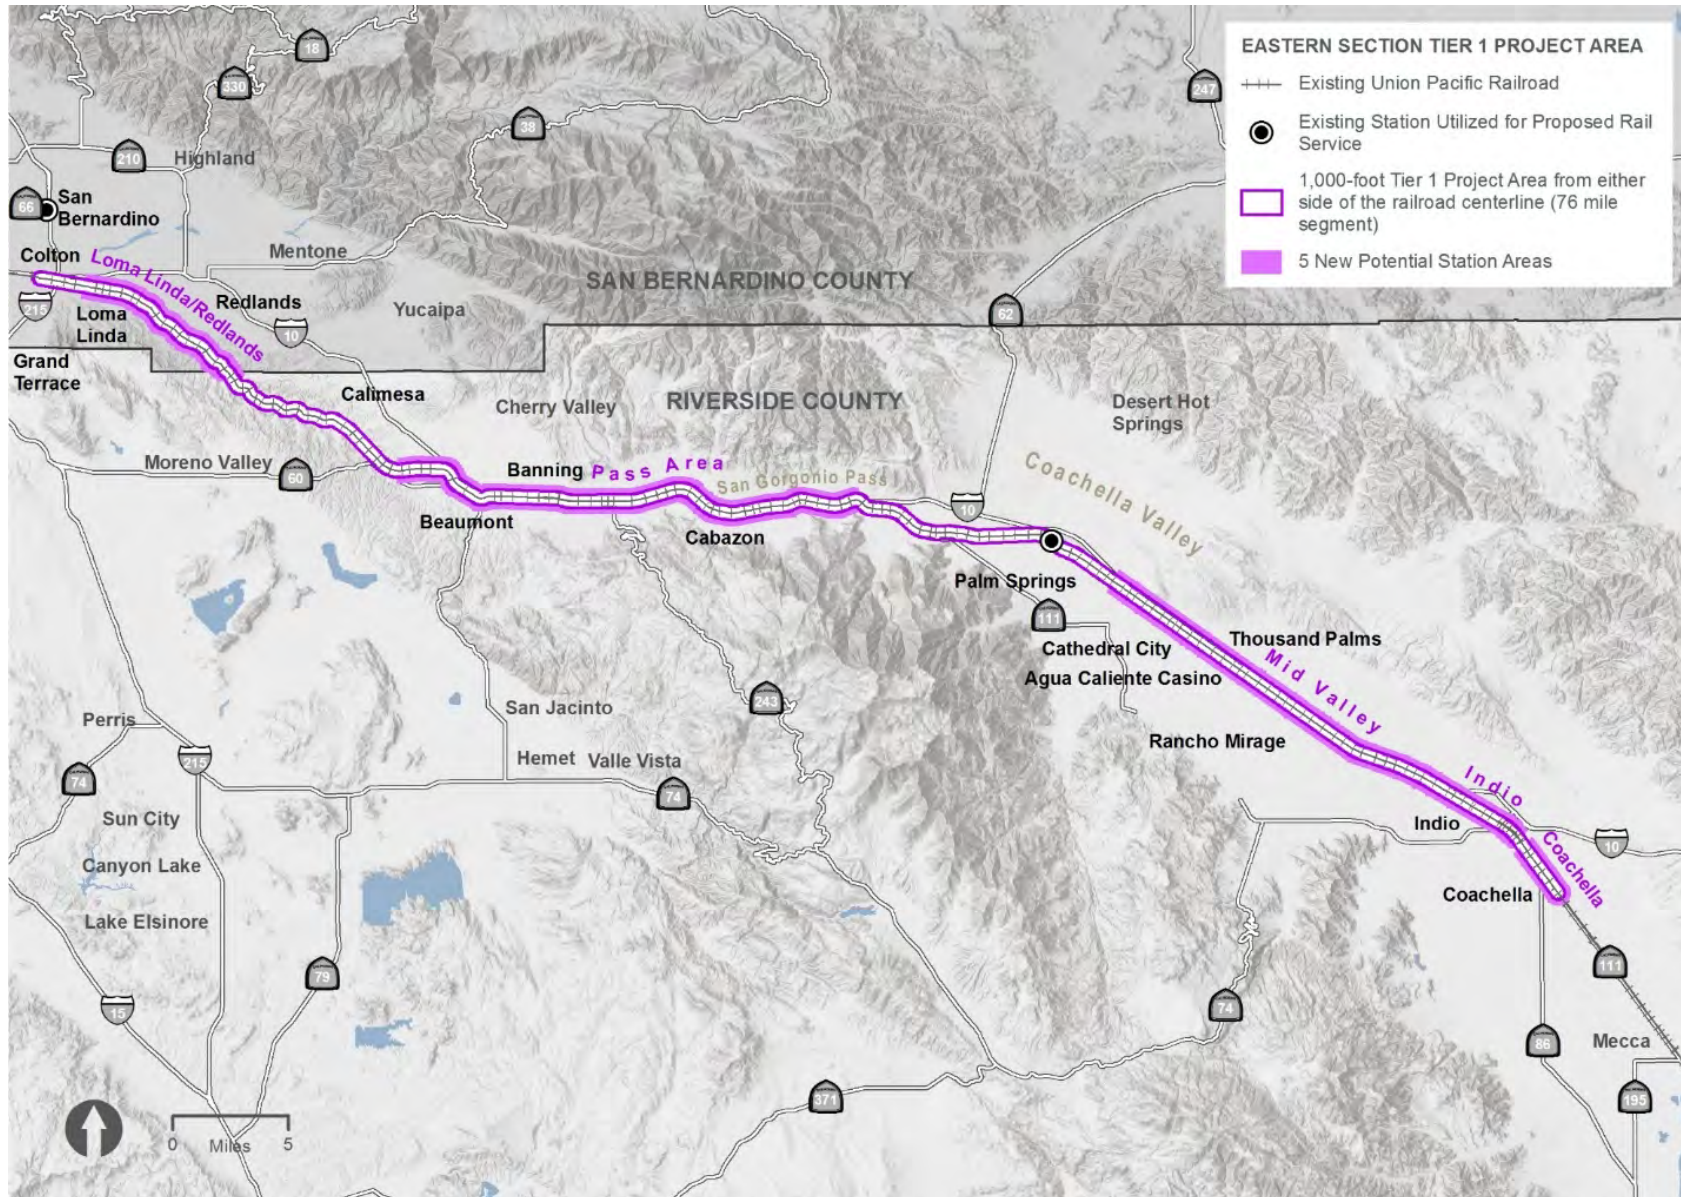 EASTERN SECTION TIER 1 PROJECT AREA
Existing Union Pacific Railroad
Existing Station Utilized for Proposed Rail
Service
1,000-foot Tier 1 Project Area from either
side of the railroad centerline (76 mile
segment)
5 New Potential Station Areas
18
330
38
247
210
Highland
66
San
Bernardino
Mentone
Colton
Loma Linda/Redlands
SAN BERNARDINO COUNTY
215
Loma
Linda
Redlands
10
Yucaipa
62
Grand
Terrace
Calimesa
Cherry Valley
RIVERSIDE COUNTY
Desert Hot
Springs
Moreno Valley
60
Banning
Pass Area
San Gorgonio Pass
Coachella Valley
10
Beaumont
Cabazon
Palm Springs
111
Cathedral City
Thousand Palms
Agua Caliente Casino
Mid Valley
243
San Jacinto
Perris
Rancho Mirage
215
Hemet
Valle Vista
74
74
Indio
Sun City
Indio
10
Canyon Lake
Coachella
Coachella
Lake Elsinore
111
79
15
74
86
Mecca
371
195
0
Miles
5